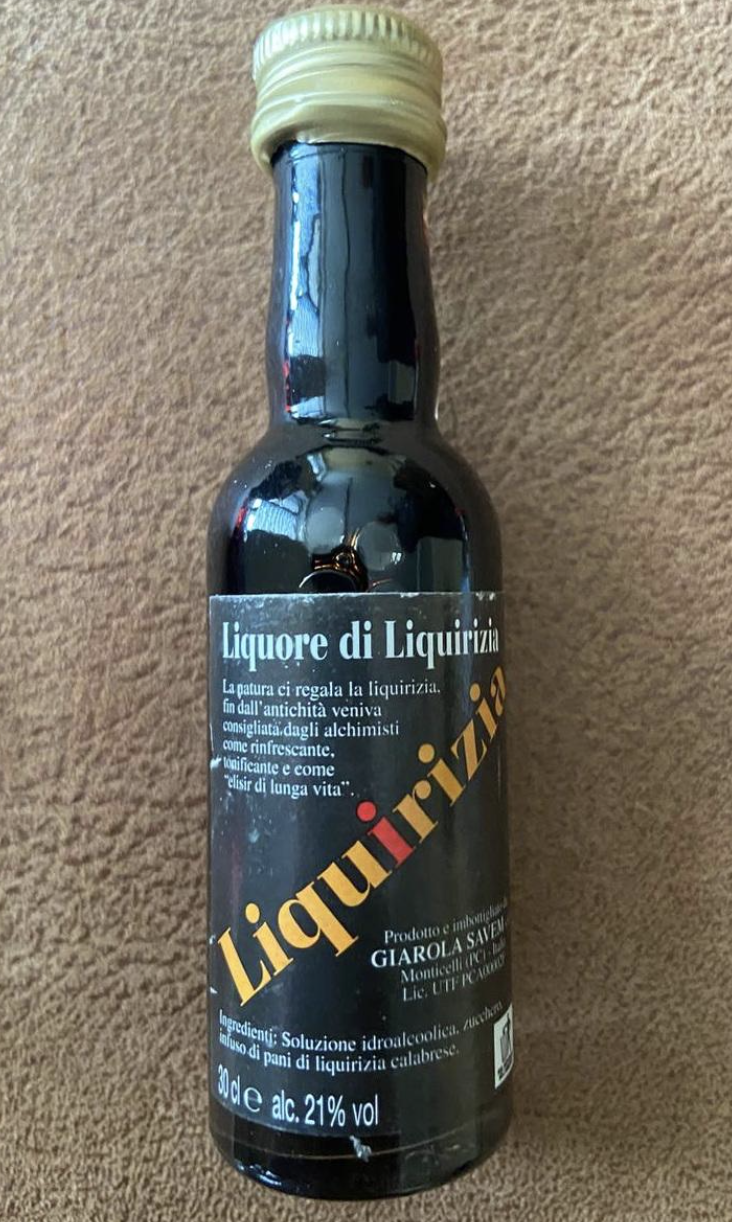 Liquore di Liquirizia
La natura ci regala la liquirizia,
fin dall'antichità veniva
consigliata dagli alchimisti
come rinfrescante,
tonificante e come
"elisir di lunga vita".
Liquirizia
Prodotto e imbottigliato
GIAROLA SAVEM
Monticelli (PC) - Italia
Lic. UTF
Ingredienti: Soluzione idroalcoolica, zucchero,
infuso di pani di liquirizia calabrese.
30 cl e alc. 21% vol